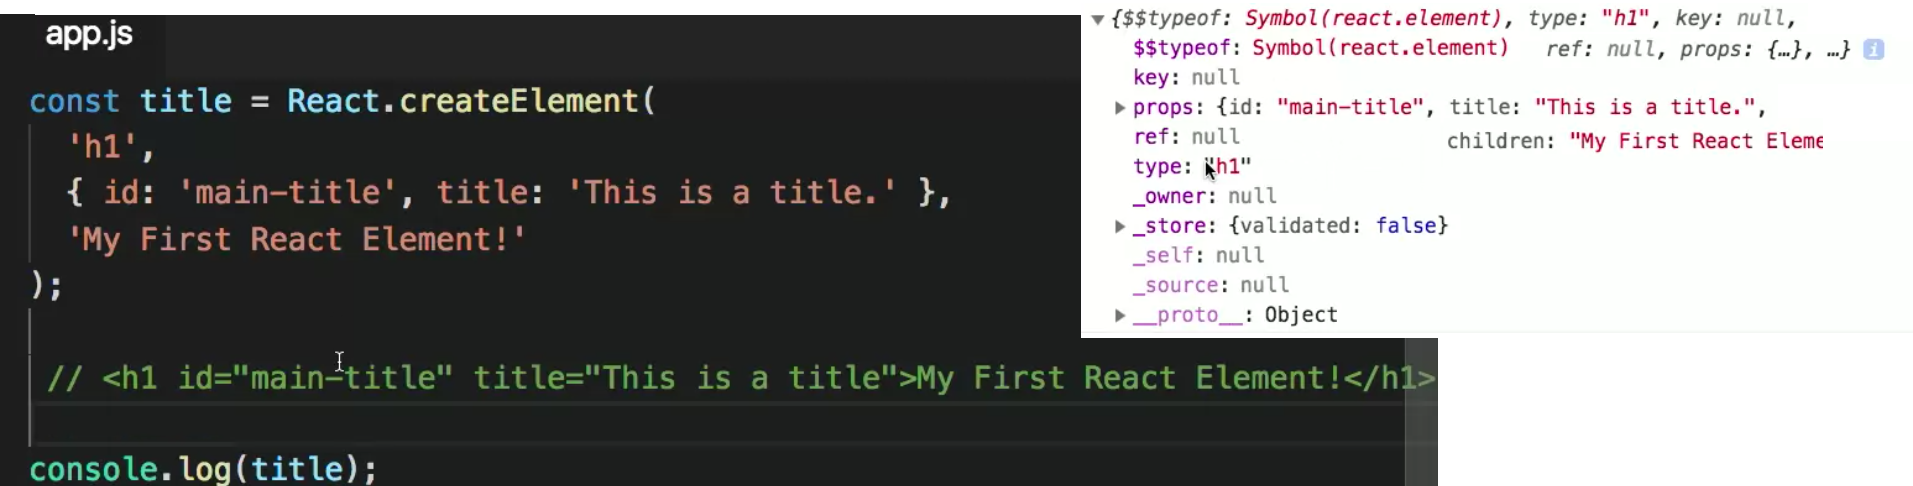 app.js
const title = React.createElement(
'h1',
{ id: 'main-title', title: 'This is a title.' },
'My First React Element!'
);
// <h1 id="main-title" title="This is a title">My First React Element!</h1>
console.log(title);
{$$typeof: Symbol(react.element), type: "h1", key: null,
$$typeof: Symbol(react.element) ref: null, props: {…}, …} i
key: null
props: {id: "main-title", title: "This is a title.",
ref: null children: "My First React Eleme
type: "h1"
_owner: null
_store: {validated: false}
_self: null
_source: null
__proto__: Object